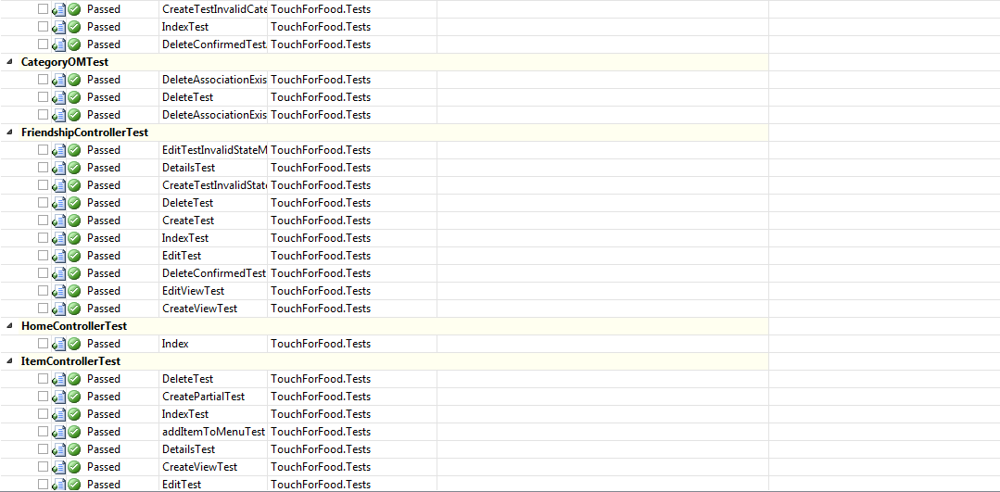 Passed CreateTestInvalidCate TouchForFood.Tests
Passed IndexTest TouchForFood.Tests
Passed DeleteConfirmedTest TouchForFood.Tests
CategoryOMTest
Passed DeleteAssociationExis TouchForFood.Tests
Passed DeleteTest TouchForFood.Tests
Passed DeleteAssociationExis TouchForFood.Tests
FriendshipControllerTest
Passed EditTestInvalidStateM TouchForFood.Tests
Passed DetailsTest TouchForFood.Tests
Passed CreateTestInvalidStat TouchForFood.Tests
Passed DeleteTest TouchForFood.Tests
Passed CreateTest TouchForFood.Tests
Passed IndexTest TouchForFood.Tests
Passed EditTest TouchForFood.Tests
Passed DeleteConfirmedTest TouchForFood.Tests
Passed EditViewTest TouchForFood.Tests
Passed CreateViewTest TouchForFood.Tests
HomeControllerTest
Passed Index TouchForFood.Tests
ItemControllerTest
Passed DeleteTest TouchForFood.Tests
Passed CreatePartialTest TouchForFood.Tests
Passed IndexTest TouchForFood.Tests
Passed addItemToMenuTest TouchForFood.Tests
Passed DetailsTest TouchForFood.Tests
Passed CreateViewTest TouchForFood.Tests
Passed EditTest TouchForFood.Tests